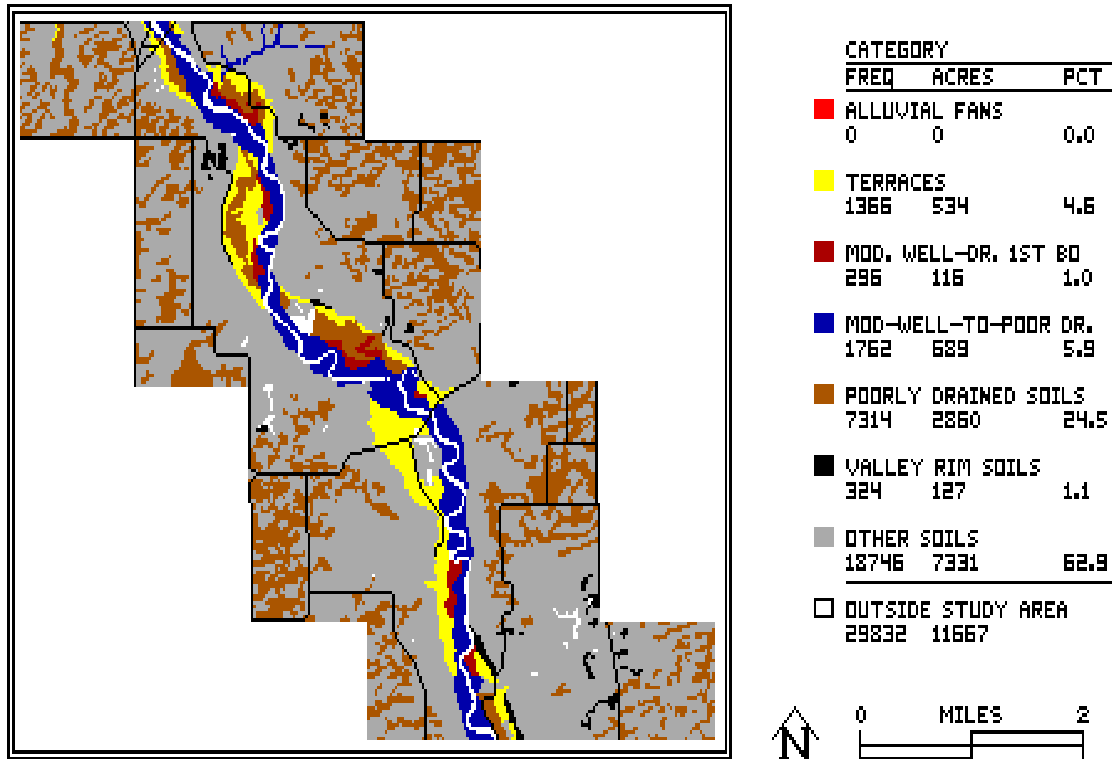 CATEGORY
FREQ ACRES PCT
ALLUVIAL FANS
0 0 0.0
TERRACES
1366 534 4.6
MOD. WELL-DR. 1ST BO
296 116 1.0
MOD-WELL-TO-POOR DR.
1762 689 5.9
POORLY DRAINED SOILS
7314 2860 24.5
VALLEY RIM SOILS
324 127 1.1
OTHER SOILS
18746 7331 62.9
OUTSIDE STUDY AREA
29832 11667
N
0 MILES 2